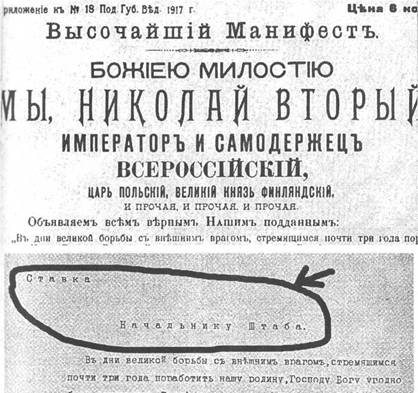 риложеніе къ № 18 Под. Губ. Вѣд. 1917 г.
Цѣна 6 ко
Высочайшій Манифестъ.
БОЖІЕЮ МИЛОСТІЮ
МЫ, НИКОЛАЙ ВТОРЫЙ
ИМПЕРАТОРЪ И САМОДЕРЖЕЦЪ
ВСЕРОССІЙСКІЙ,
ЦАРЬ ПОЛЬСКІЙ, ВЕЛИКІЙ КНЯЗЬ ФИНЛЯНДСКІЙ,
И ПРОЧАЯ, И ПРОЧАЯ, И ПРОЧАЯ.
Объявляемъ всѣмъ вѣрнымъ Нашимъ подданнымъ:
„Въ дни великой борьбы съ внѣшнимъ врагомъ, стремящимся почти три года пор
Ставка
Начальнику Штаба.
Въ дни великой борьбы съ внѣшнимъ врагомъ, стремящимся
почти три года поработить нашу родину, Господу Богу угодно